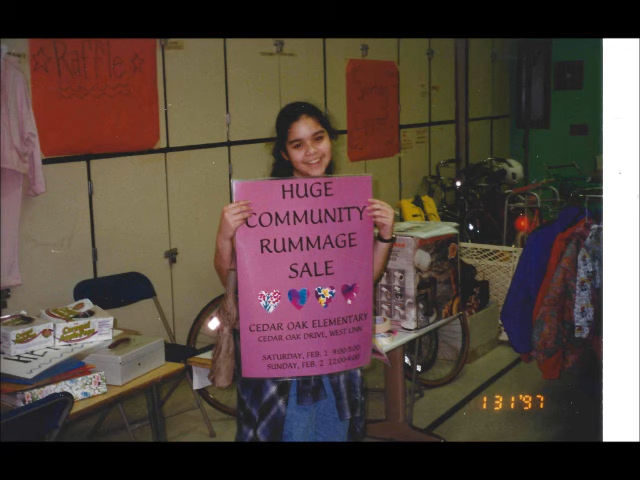 ☆Raffle☆
HUGE
COMMUNITY
RUMMAGE
SALE
CEDAR OAK ELEMENTARY
CEDAR OAK DRIVE, WEST LINN
SATURDAY, FEB. 1 9:00-5:00
SUNDAY, FEB. 2 12:00-4:00
1 31 '97